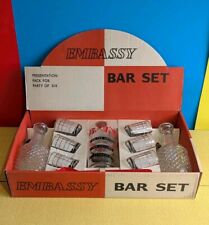 EMBASSY
PRESENTATION
PACK FOR
PARTY OF SIX
BAR SET
EMBASSY
BAR SET